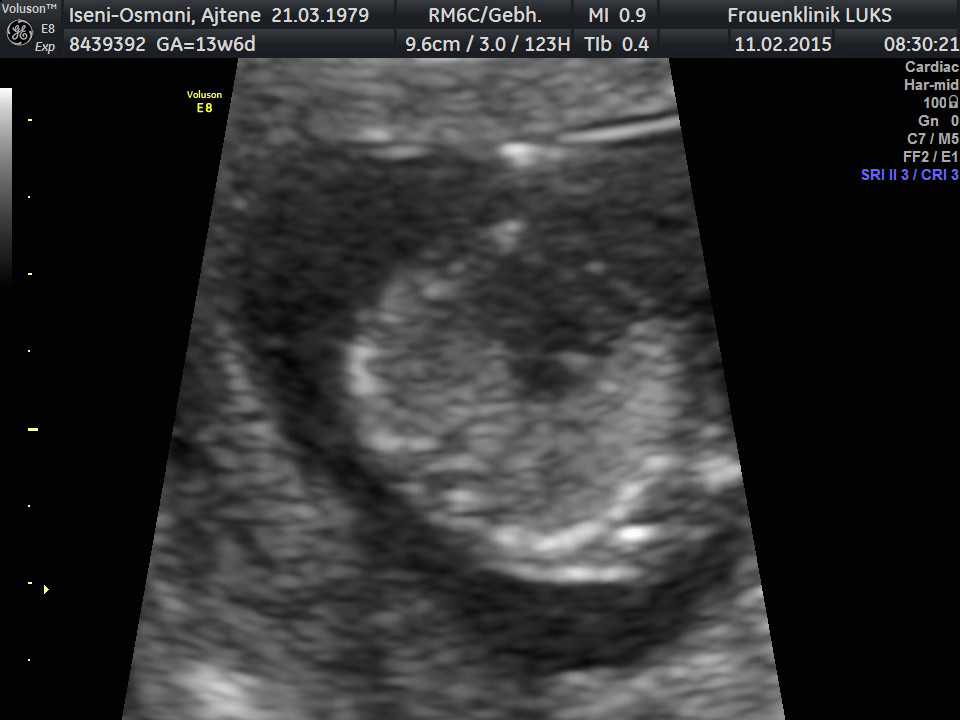 Voluson™
E8
Exp
Iseni-Osmani, Ajtene 21.03.1979
RM6C/Gebh.
MI 0.9
Frauenklinik LUKS
8439392 GA=13w6d
9.6cm / 3.0 / 123H
TIb 0.4
11.02.2015
08:30:21
Cardiac
Har-mid
100
Gn 0
C7 / M5
FF2 / E1
SRI II 3 / CRI 3
Voluson
E8